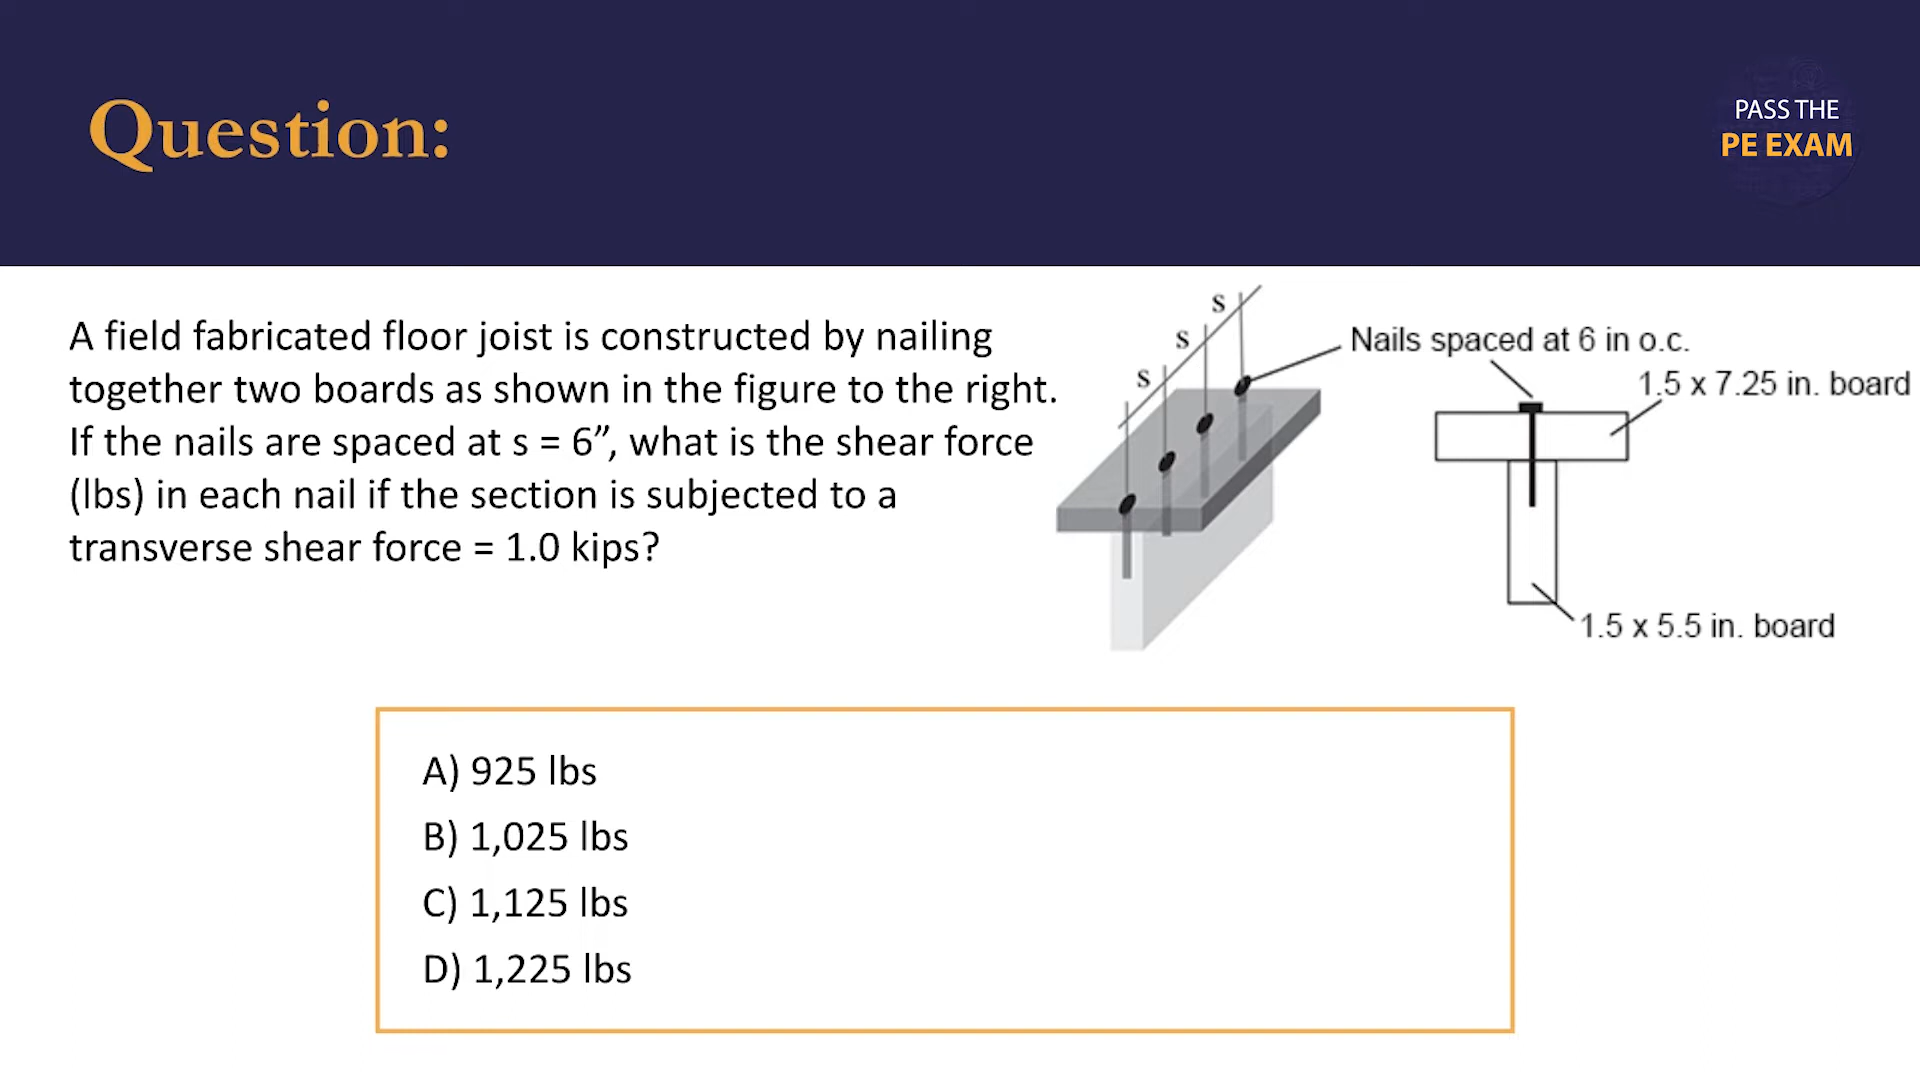 Question:
PASS THE
PE EXAM
A field fabricated floor joist is constructed by nailing
together two boards as shown in the figure to the right.
If the nails are spaced at s = 6”, what is the shear force
(lbs) in each nail if the section is subjected to a
transverse shear force = 1.0 kips?
s
s
s
Nails spaced at 6 in o.c.
1.5 x 7.25 in. board
1.5 x 5.5 in. board
A) 925 lbs
B) 1,025 lbs
C) 1,125 lbs
D) 1,225 lbs